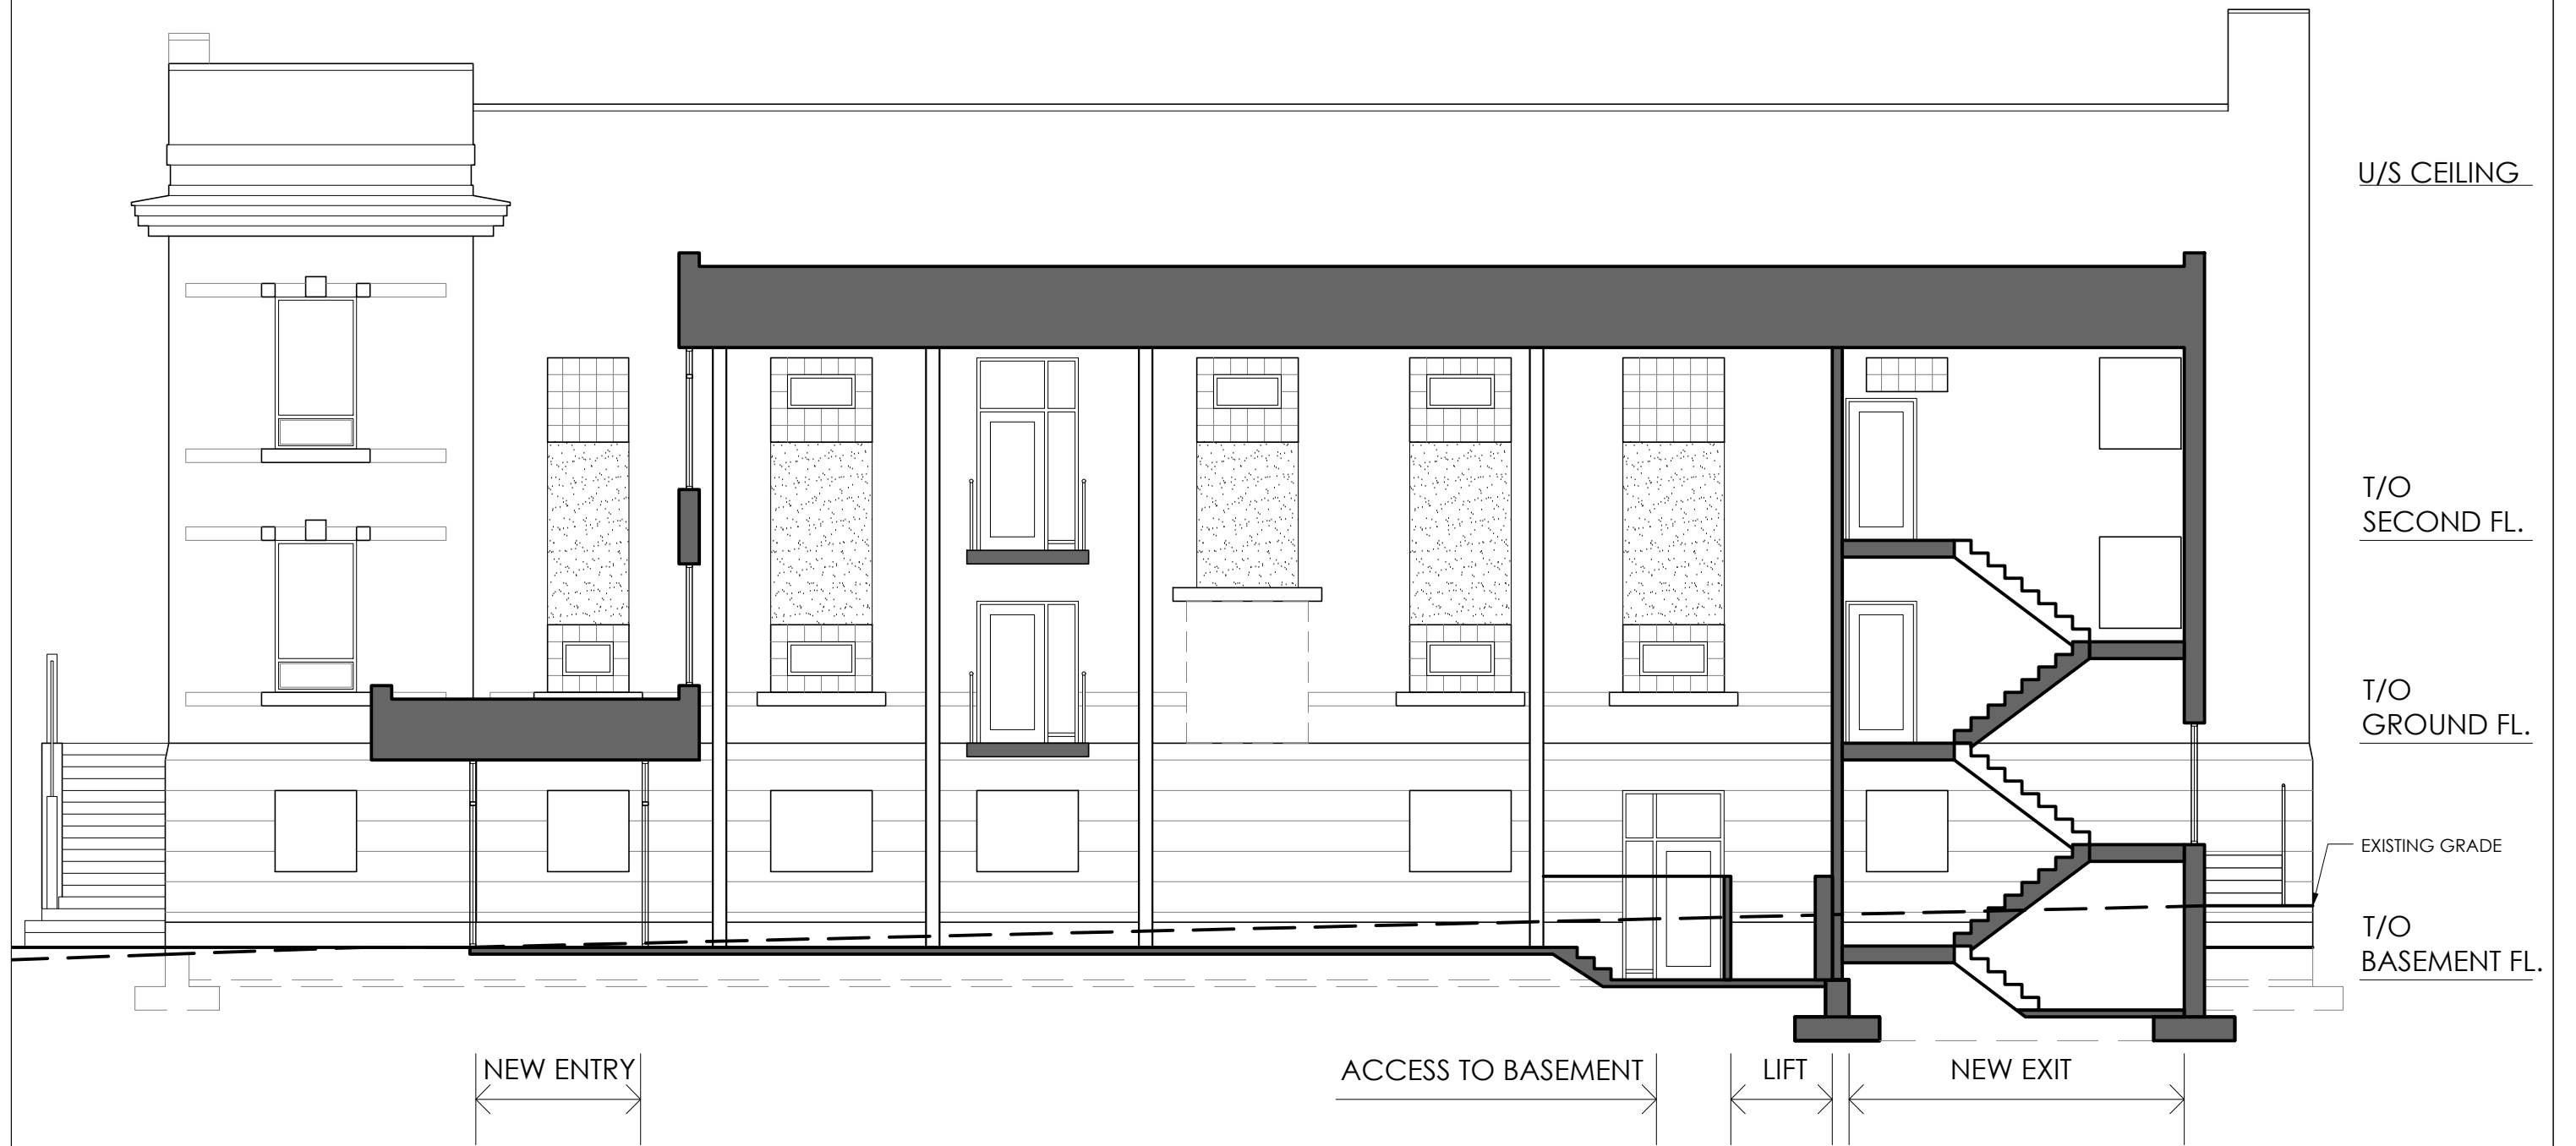 U/S CEILING
T/O
SECOND FL.
T/O
GROUND FL.
EXISTING GRADE
T/O
BASEMENT FL.
NEW ENTRY
ACCESS TO BASEMENT
LIFT
NEW EXIT